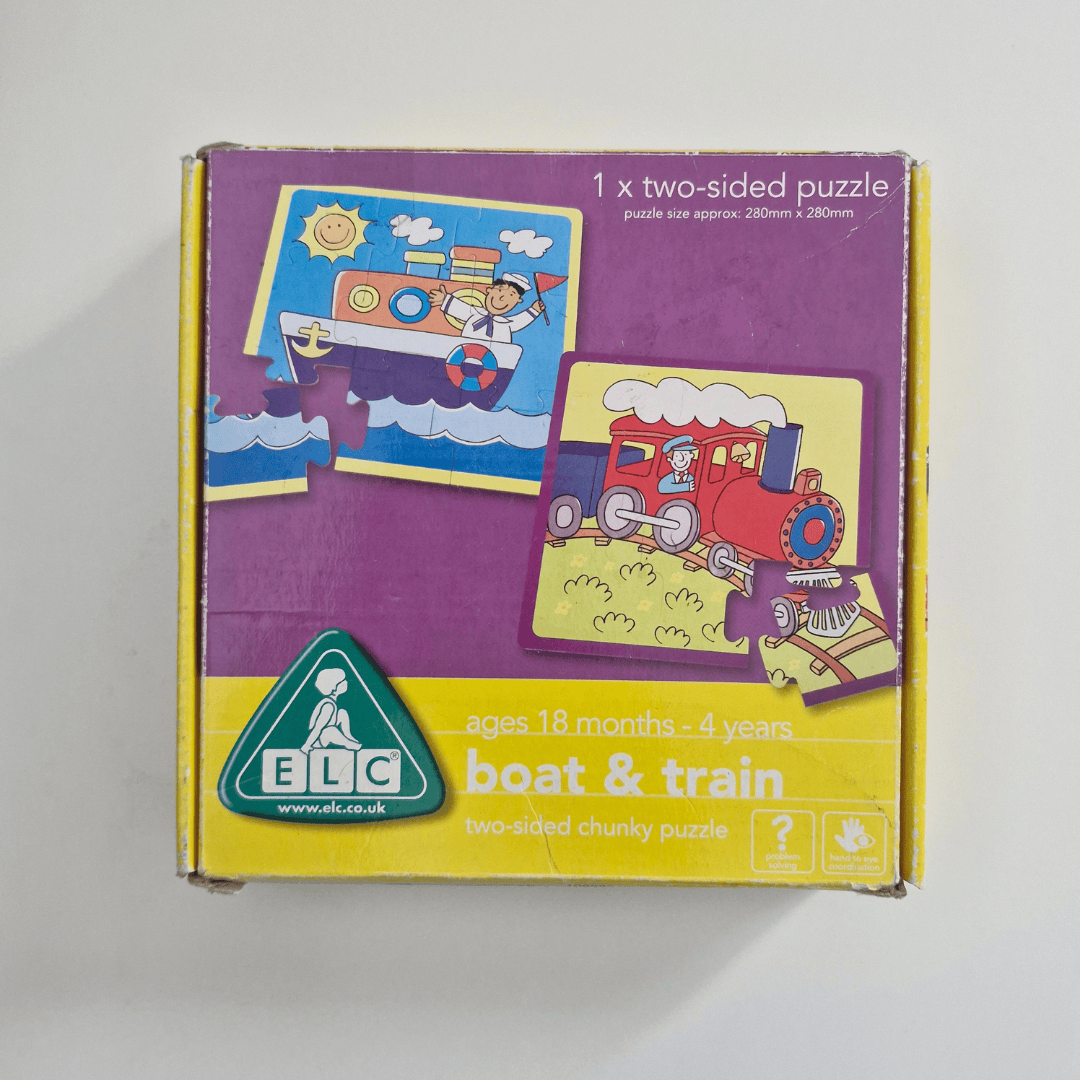 1 x two-sided puzzle
puzzle size approx: 280mm x 280mm
ELC®
www.elc.co.uk
ages 18 months - 4 years
boat & train
two-sided chunky puzzle
?
problem
solving
hand to eye
coordination